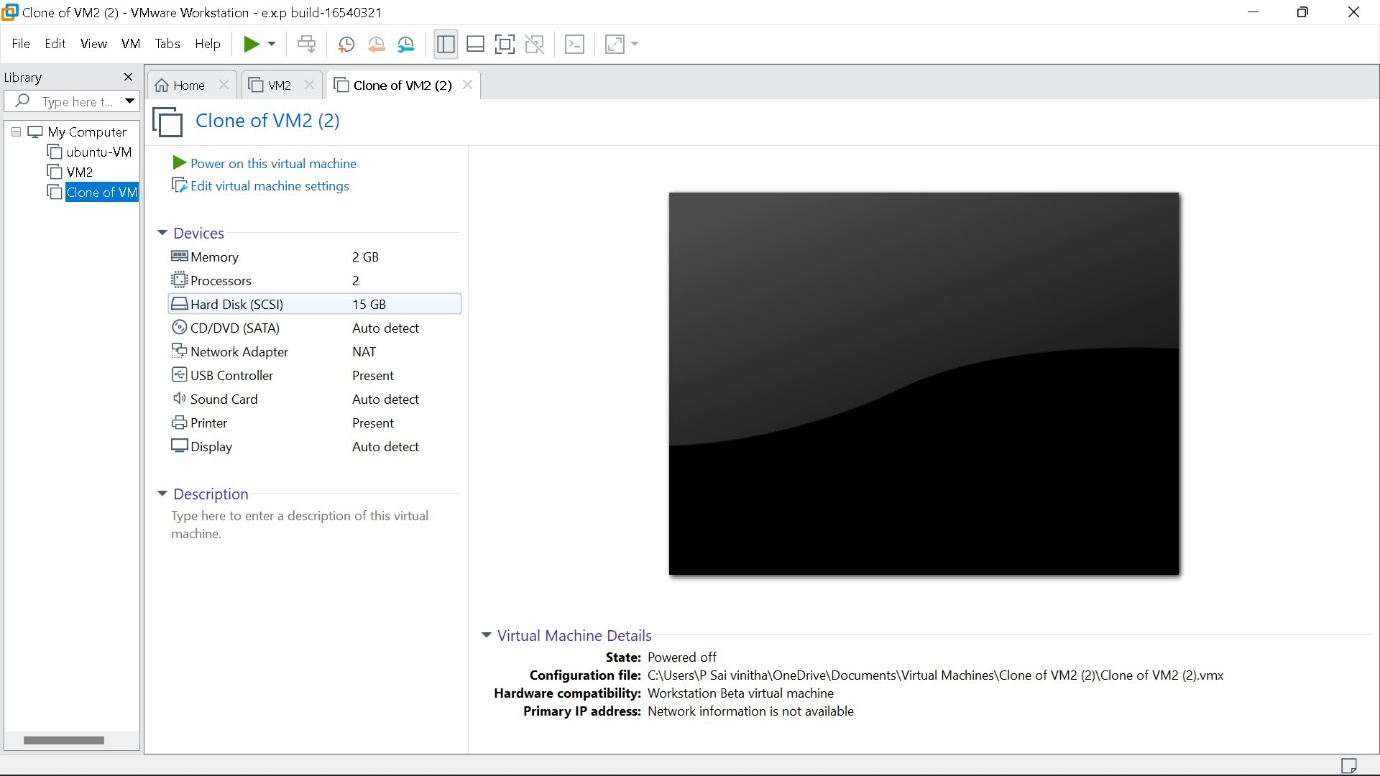 Clone of VM2 (2) - VMware Workstation - e.x.p build-16540321
File Edit View VM Tabs Help
Library
Type here t...
Home
VM2
Clone of VM2 (2)
My Computer
ubuntu-VM
VM2
Clone of VM
Clone of VM2 (2)
Power on this virtual machine
Edit virtual machine settings
Devices
Memory 2 GB
Processors 2
Hard Disk (SCSI) 15 GB
CD/DVD (SATA) Auto detect
Network Adapter NAT
USB Controller Present
Sound Card Auto detect
Printer Present
Display Auto detect
Description
Type here to enter a description of this virtual
machine.
Virtual Machine Details
State: Powered off
Configuration file: C:\Users\P Sai vinitha\OneDrive\Documents\Virtual Machines\Clone of VM2 (2)\Clone of VM2 (2).vmx
Hardware compatibility: Workstation Beta virtual machine
Primary IP address: Network information is not available